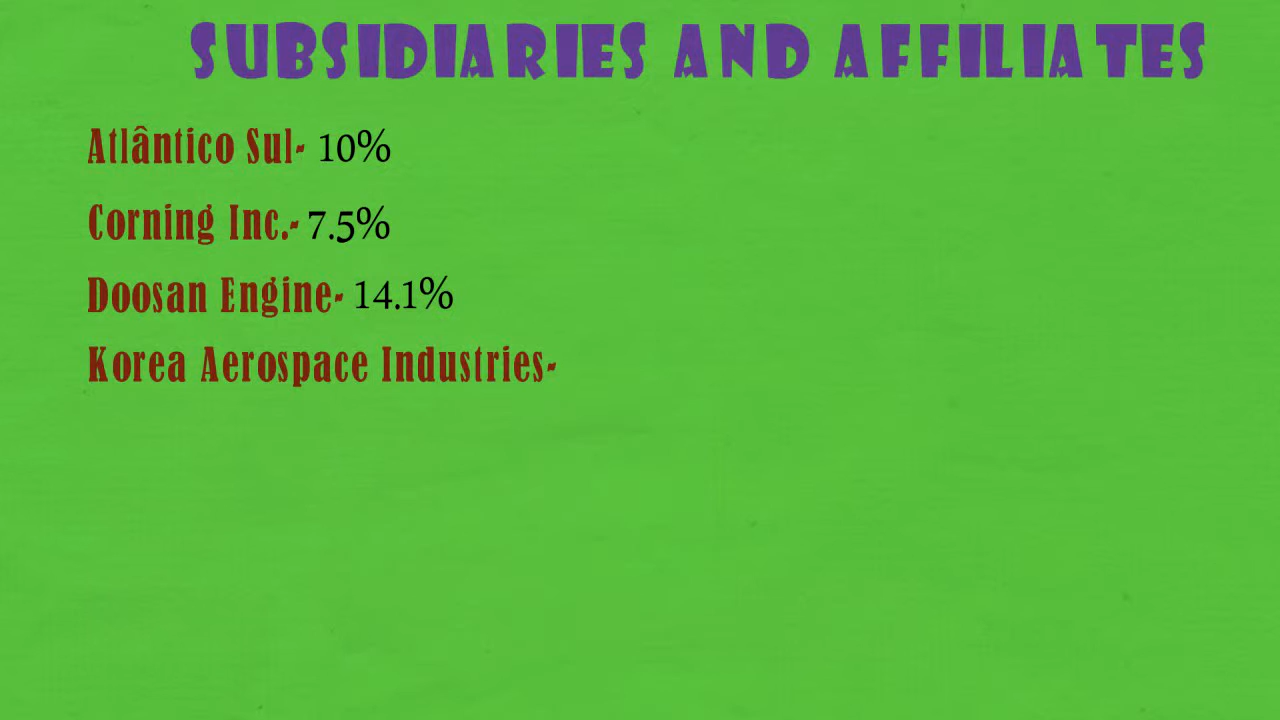 SUBSIDIARIES AND AFFILIATES
Atlântico Sul- 10%
Corning Inc.- 7.5%
Doosan Engine- 14.1%
Korea Aerospace Industries-